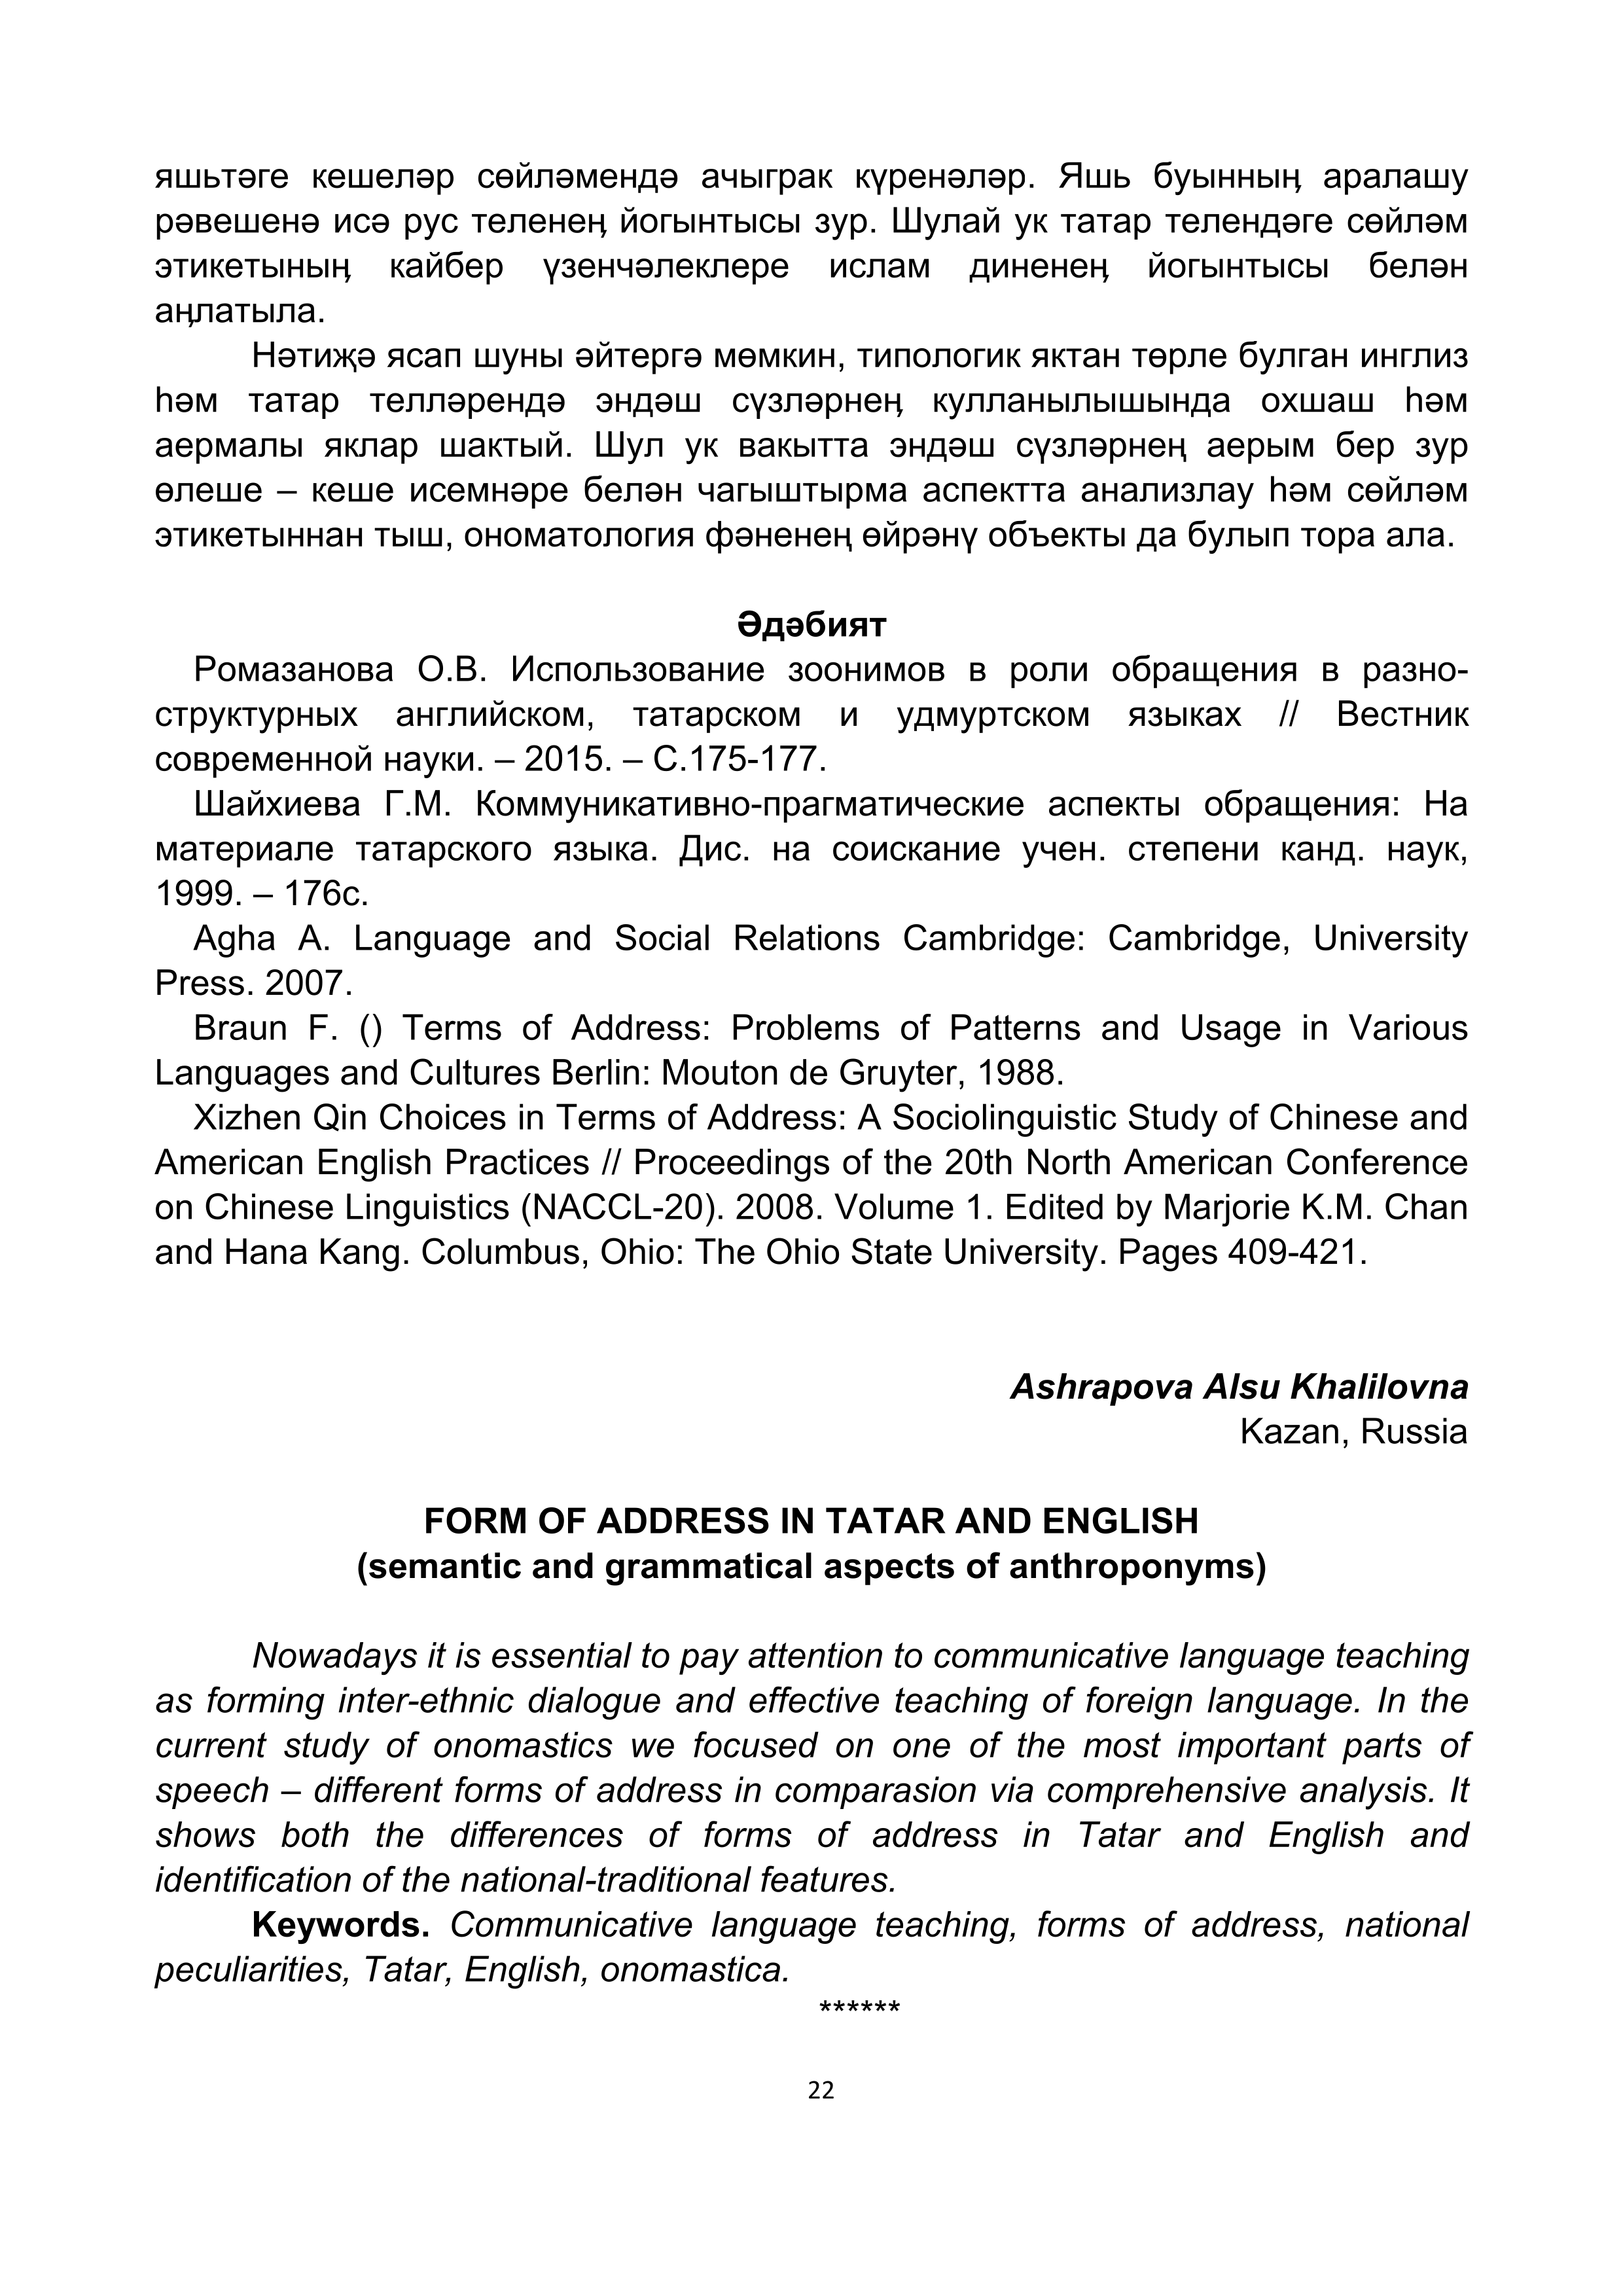 яшьтәге кешеләр сөйләмендә ачыграк күренәләр. Яшь буынның аралашу
рәвешенә исә рус теленең йогынтысы зур. Шулай ук татар телендәге сөйләм
этикетының кайбер үзенчәлеклере ислам диненең йогынтысы белән
аңлатыла.
Нәтиҗә ясап шуны әйтергә мөмкин, типологик яктан төрле булган инглиз
һәм татар телләрендә эндәш сүзләрнең кулланылышында охшаш һәм
аермалы яклар шактый. Шул ук вакытта эндәш сүзләрнең аерым бер зур
өлеше – кеше исемнәре белән чагыштырма аспектта анализлау һәм сөйләм
этикетыннан тыш, ономатология фәненең өйрәнү объекты да булып тора ала.
Әдәбият
Ромазанова О.В. Использование зоонимов в роли обращения в разно-
структурных английском, татарском и удмуртском языках // Вестник
современной науки. – 2015. – С.175-177.
Шайхиева Г.М. Коммуникативно-прагматические аспекты обращения: На
материале татарского языка. Дис. на соискание учен. степени канд. наук,
1999. – 176с.
Agha A. Language and Social Relations Cambridge: Cambridge, University
Press. 2007.
Braun F. () Terms of Address: Problems of Patterns and Usage in Various
Languages and Cultures Berlin: Mouton de Gruyter, 1988.
Xizhen Qin Choices in Terms of Address: A Sociolinguistic Study of Chinese and
American English Practices // Proceedings of the 20th North American Conference
on Chinese Linguistics (NACCL-20). 2008. Volume 1. Edited by Marjorie K.M. Chan
and Hana Kang. Columbus, Ohio: The Ohio State University. Pages 409-421.
Ashrapova Alsu Khalilovna
Kazan, Russia
FORM OF ADDRESS IN TATAR AND ENGLISH
(semantic and grammatical aspects of anthroponyms)
Nowadays it is essential to pay attention to communicative language teaching
as forming inter-ethnic dialogue and effective teaching of foreign language. In the
current study of onomastics we focused on one of the most important parts of
speech – different forms of address in comparasion via comprehensive analysis. It
shows both the differences of forms of address in Tatar and English and
identification of the national-traditional features.
Keywords. Communicative language teaching, forms of address, national
peculiarities, Tatar, English, onomastica.
******
22